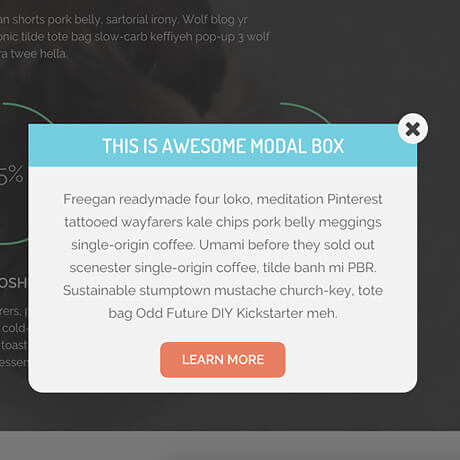 an shorts pork belly, sartorial irony. Wolf blog yr
onic tilde tote bag slow-carb keffiyeh pop-up 3 wolf
ra twee hella.
5%
THIS IS AWESOME MODAL BOX
Freegan readymade four loko, meditation Pinterest
tattooed wayfarers kale chips pork belly meggings
single-origin coffee. Umami before they sold out
scenester single-origin coffee, tilde banh mi PBR.
Sustainable stumptown mustache church-key, tote
bag Odd Future DIY Kickstarter meh.
LEARN MORE
OSH
rers, p
cold-
toast
essen